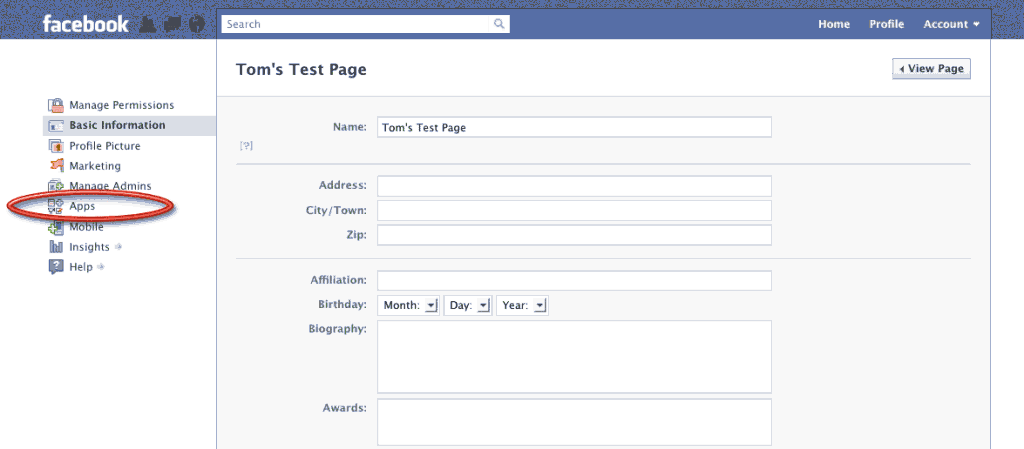 facebook Search Home Profile Account
Tom's Test Page View Page
Manage Permissions
Basic Information
Profile Picture
Marketing
Manage Admins
Apps
Mobile
Insights
Help
Name: Tom's Test Page
[?]
Address:
City/Town:
Zip:
Affiliation:
Birthday: Month: Day: Year:
Biography:
Awards: